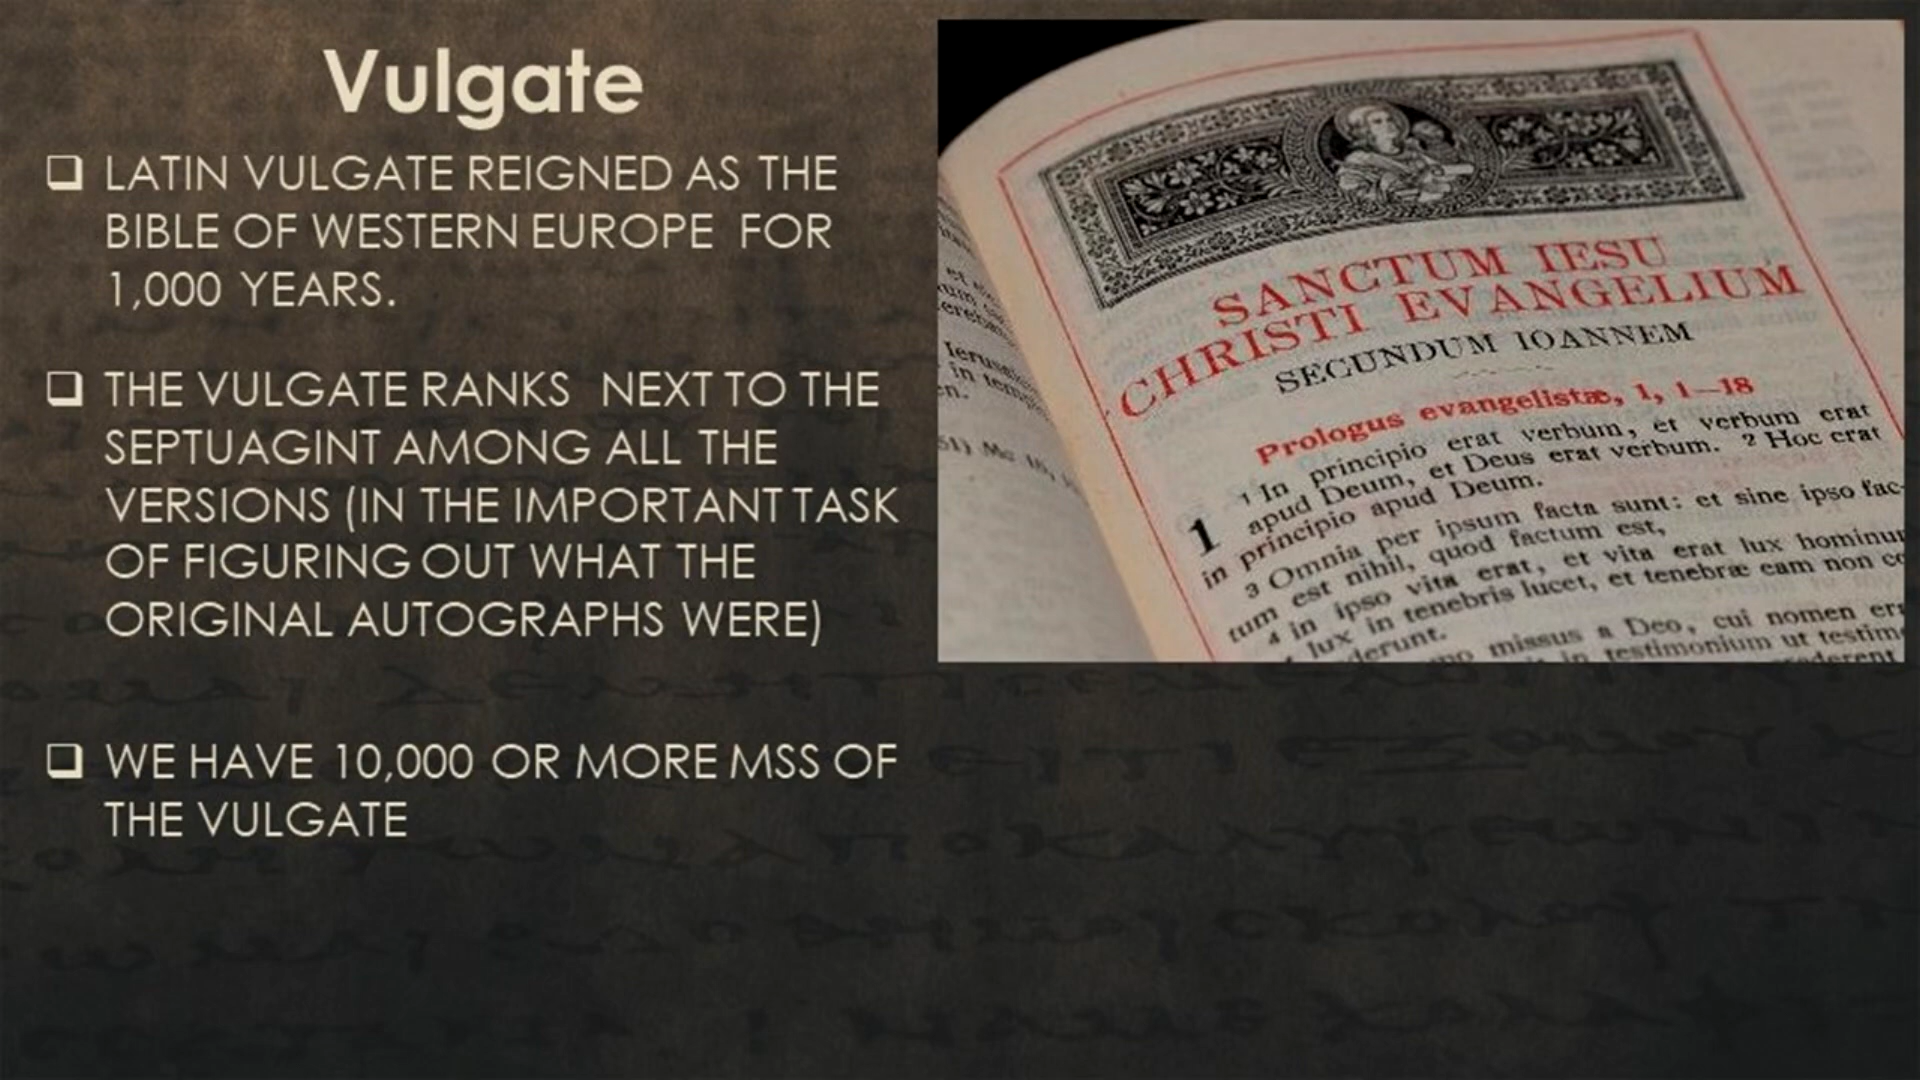 Vulgate
LATIN VULGATE REIGNED AS THE
BIBLE OF WESTERN EUROPE FOR
1,000 YEARS.
THE VULGATE RANKS NEXT TO THE
SEPTUAGINT AMONG ALL THE
VERSIONS (IN THE IMPORTANT TASK
OF FIGURING OUT WHAT THE
ORIGINAL AUTOGRAPHS WERE)
WE HAVE 10,000 OR MORE MSS OF
THE VULGATE
SANCTUM IESU
CHRISTI EVANGELIUM
SECUNDUM IOANNEM
Prologus evangelistæ, 1, 1—18
1 1 In principio erat verbum, et verbum erat
apud Deum, et Deus erat verbum. 2 Hoc erat
in principio apud Deum.
3 Omnia per ipsum facta sunt: et sine ipso fac-
tum est nihil, quod factum est,
4 in ipso vita erat, et vita erat lux
lux in tenebris lucet, et tenebræ eam non
missus a Deo, cui nomen
in testimonium ut